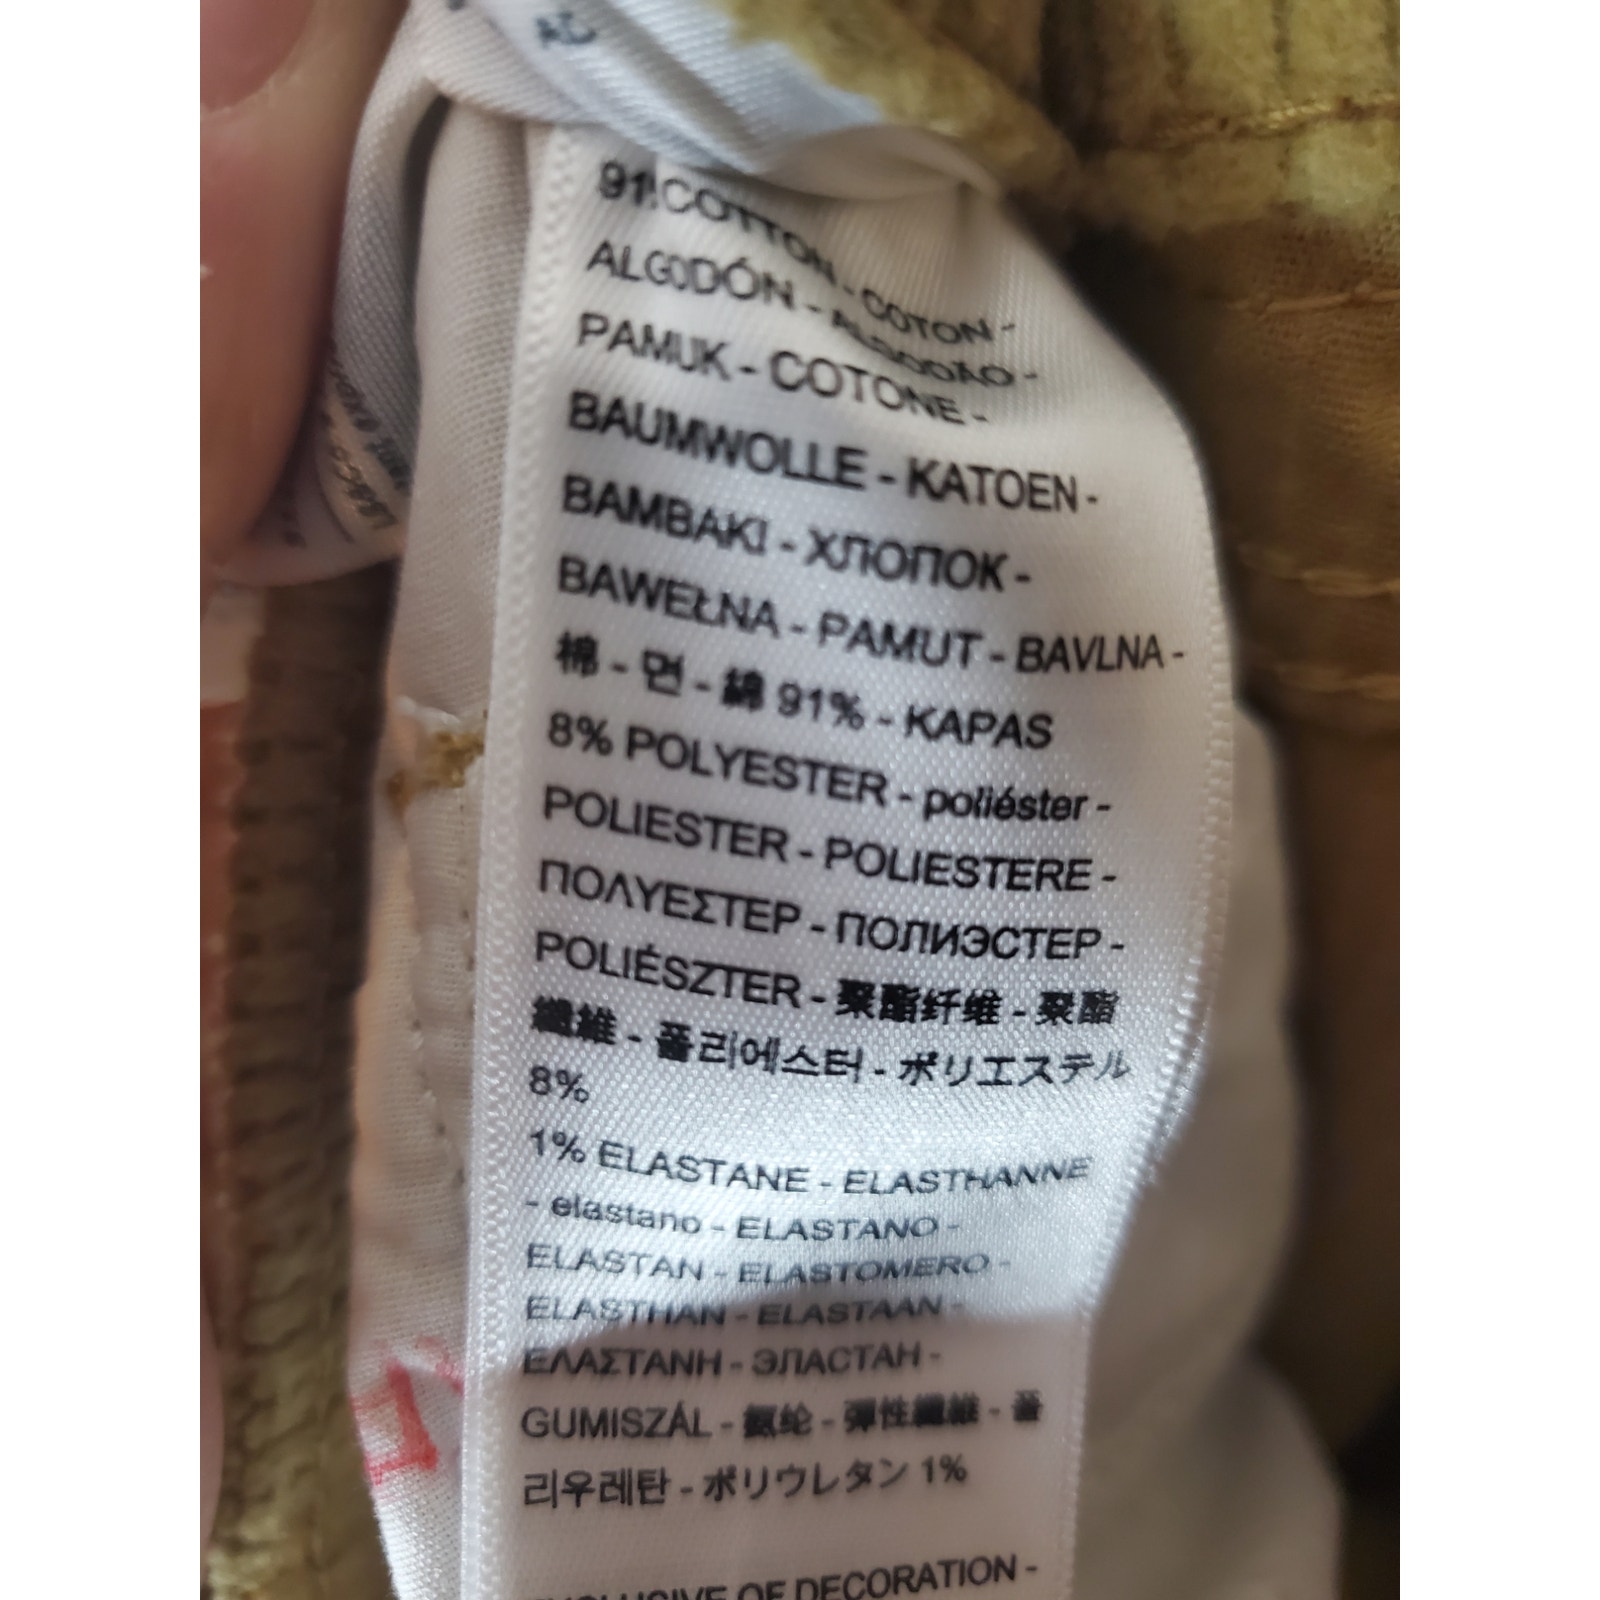 91% COTTON - COTON -
ALGODÓN - ALGODÃO -
PAMUK - COTONE -
BAUMWOLLE - KATOEN -
BAMBAKI - ХЛОПОК -
BAWEŁNA - PAMUT - BAVLNA -
棉 - 면 - 綿 91% - KAPAS
8% POLYESTER - poliéster -
POLIESTER - POLIESTERE -
ΠΟΛΥΕΣΤΕΡ - ПОЛИЭСТЕР -
POLIÉSZTER - 聚酯纤维 - 聚酯
纖維 - 폴리에스터 - ポリエステル
8%
1% ELASTANE - ELASTHANNE
- elastano - ELASTANO -
ELASTAN - ELASTOMERO -
ELASTHAN - ELASTAAN -
ΕΛΑΣΤΑΝΗ - ЭЛАСТАН -
GUMISZÁL - 氨纶 - 彈性纖維 - 폴
리우레탄 - ポリウレタン 1%
EXCLUSIVE OF DECORATION -